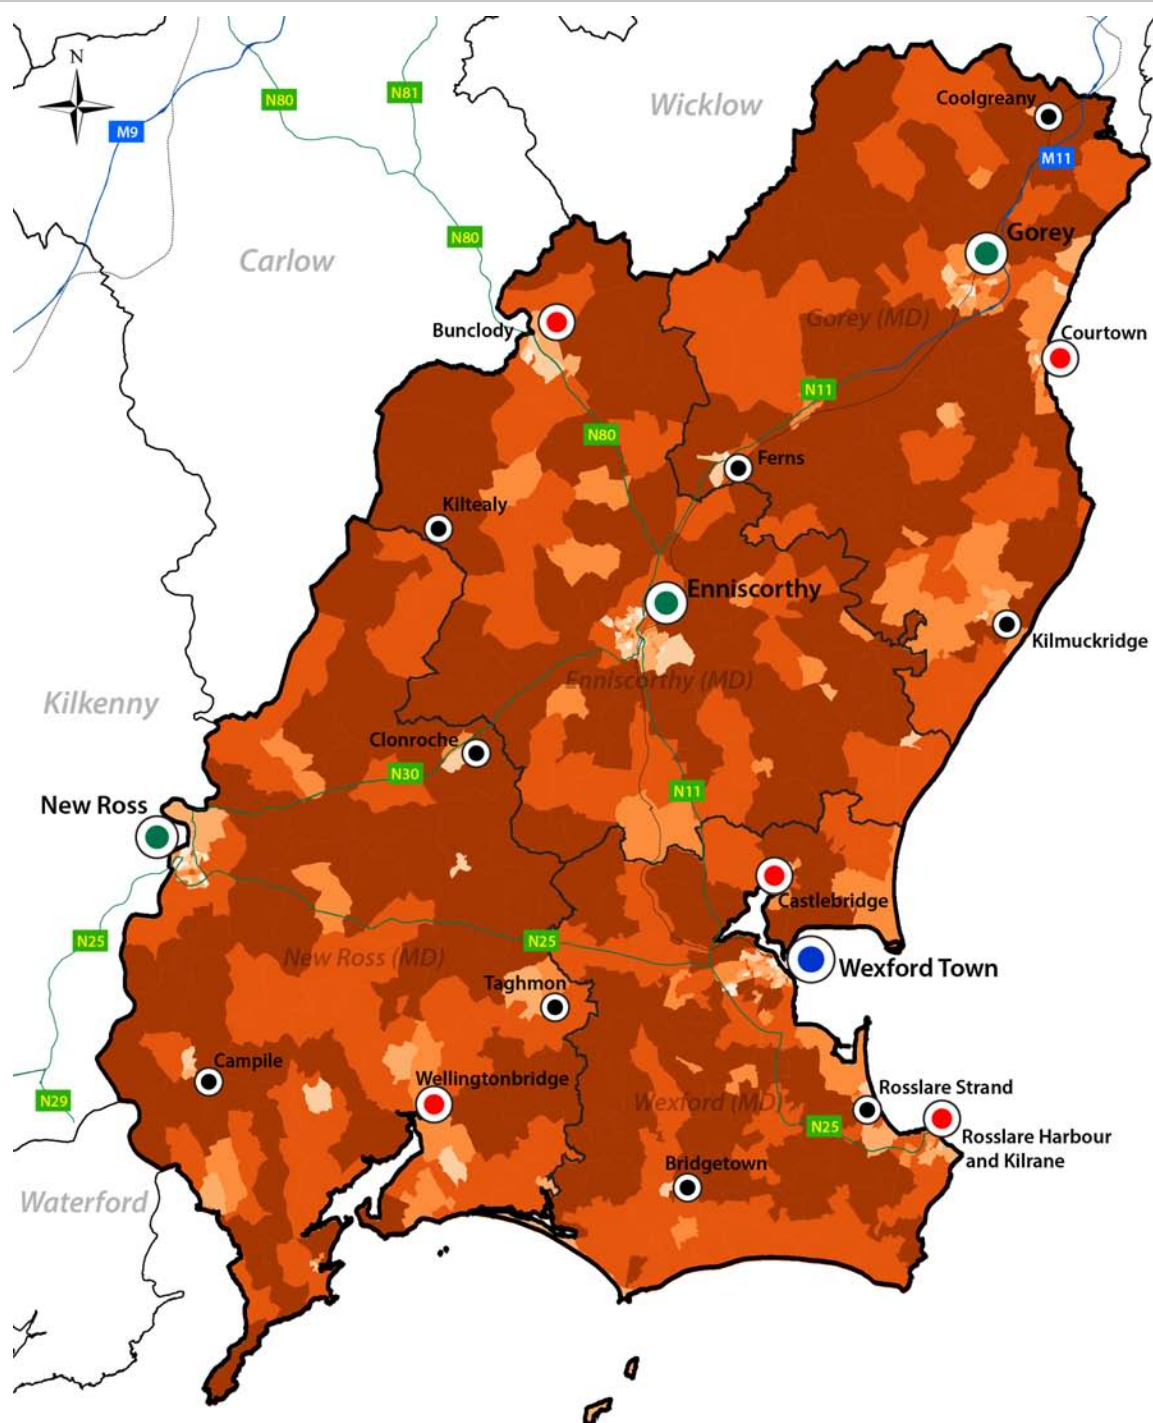 N
Wicklow
Coolgreany
N80
N81
M9
M11
Gorey
N80
Carlow
Gorey (MD)
Bunclody
Courtown
N11
N80
Ferns
Kiltealy
Enniscorthy
Kilmuckridge
Enniscorthy (MD)
Kilkenny
Clonroche
N30
N11
New Ross
Castlebridge
N25
N25
New Ross (MD)
Wexford Town
Taghmon
Campile
Wellingtonbridge
Rosslare Strand
N29
Wexford (MD)
N25
Rosslare Harbour
and Kilrane
Bridgetown
Waterford